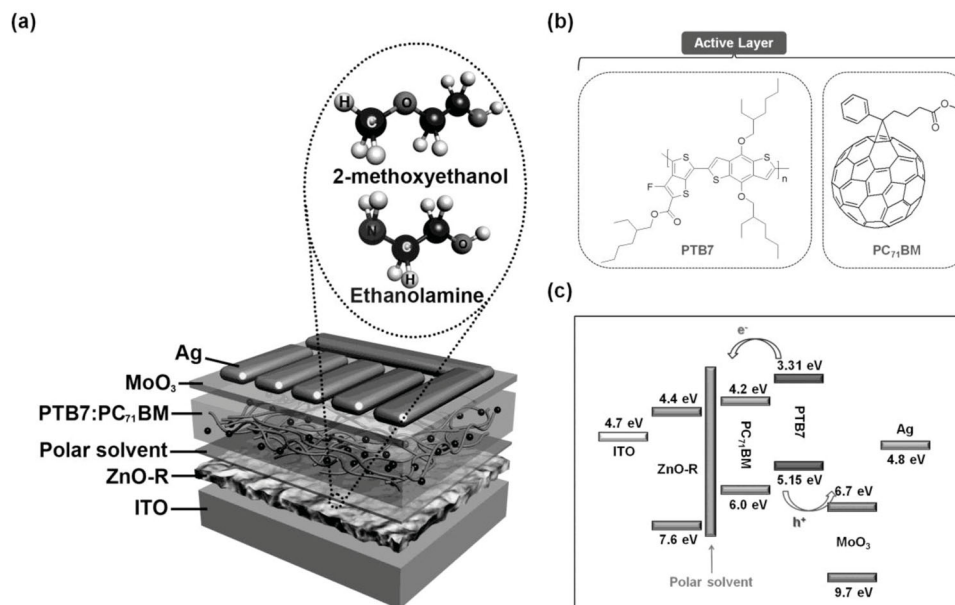 (a)
H
C
O
2-methoxyethanol
N
C
O
H
Ethanolamine
Ag
MoO₃
PTB7:PC₇₁BM
Polar solvent
ZnO-R
ITO
(b)
Active Layer
S
S
F
S
O
O
O
S
S
O
n
PTB7
O
O
PC₇₁BM
(c)
e⁻
3.31 eV
4.2 eV
4.4 eV
4.7 eV
ITO
ZnO-R
PC₇₁BM
PTB7
Ag
4.8 eV
5.15 eV
6.0 eV
6.7 eV
h⁺
7.6 eV
MoO₃
Polar solvent
9.7 eV